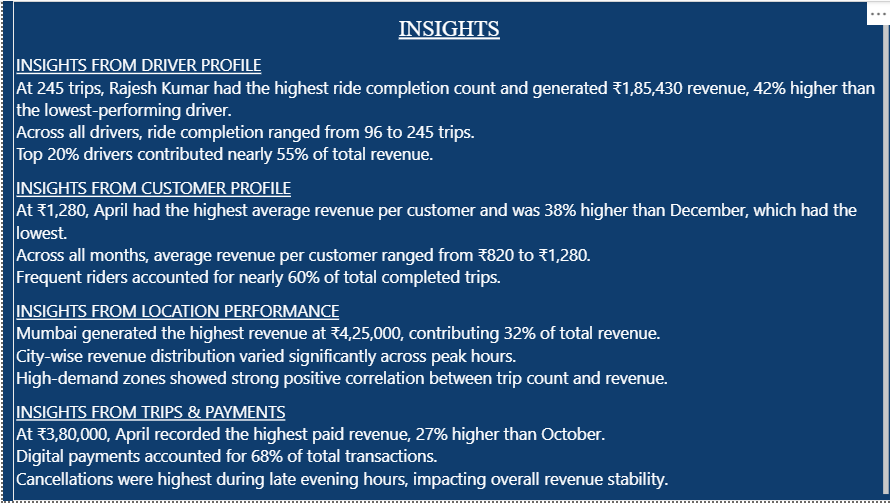 INSIGHTS
INSIGHTS FROM DRIVER PROFILE
At 245 trips, Rajesh Kumar had the highest ride completion count and generated ₹1,85,430 revenue, 42% higher than
the lowest-performing driver.
Across all drivers, ride completion ranged from 96 to 245 trips.
Top 20% drivers contributed nearly 55% of total revenue.
INSIGHTS FROM CUSTOMER PROFILE
At ₹1,280, April had the highest average revenue per customer and was 38% higher than December, which had the
lowest.
Across all months, average revenue per customer ranged from ₹820 to ₹1,280.
Frequent riders accounted for nearly 60% of total completed trips.
INSIGHTS FROM LOCATION PERFORMANCE
Mumbai generated the highest revenue at ₹4,25,000, contributing 32% of total revenue.
City-wise revenue distribution varied significantly across peak hours.
High-demand zones showed strong positive correlation between trip count and revenue.
INSIGHTS FROM TRIPS & PAYMENTS
At ₹3,80,000, April recorded the highest paid revenue, 27% higher than October.
Digital payments accounted for 68% of total transactions.
Cancellations were highest during late evening hours, impacting overall revenue stability.